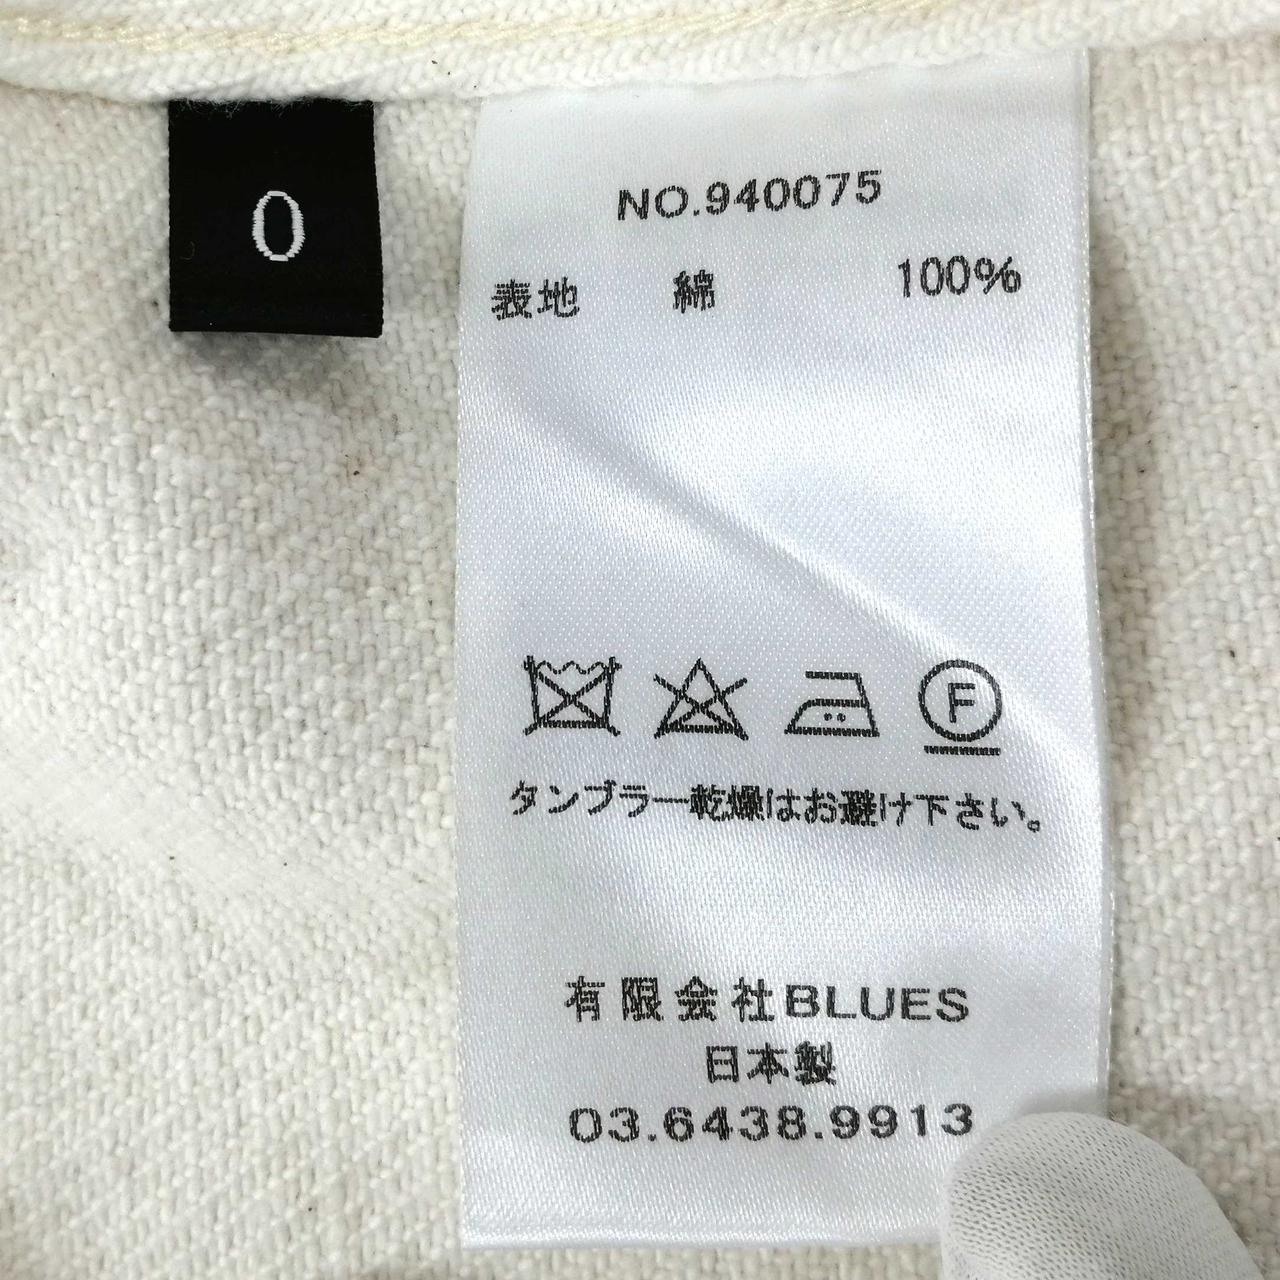 0
NO.940075
表地 綿 100%
F
タンブラー乾燥はお避け下さい。
有限会社BLUES
日本製
03.6438.9913